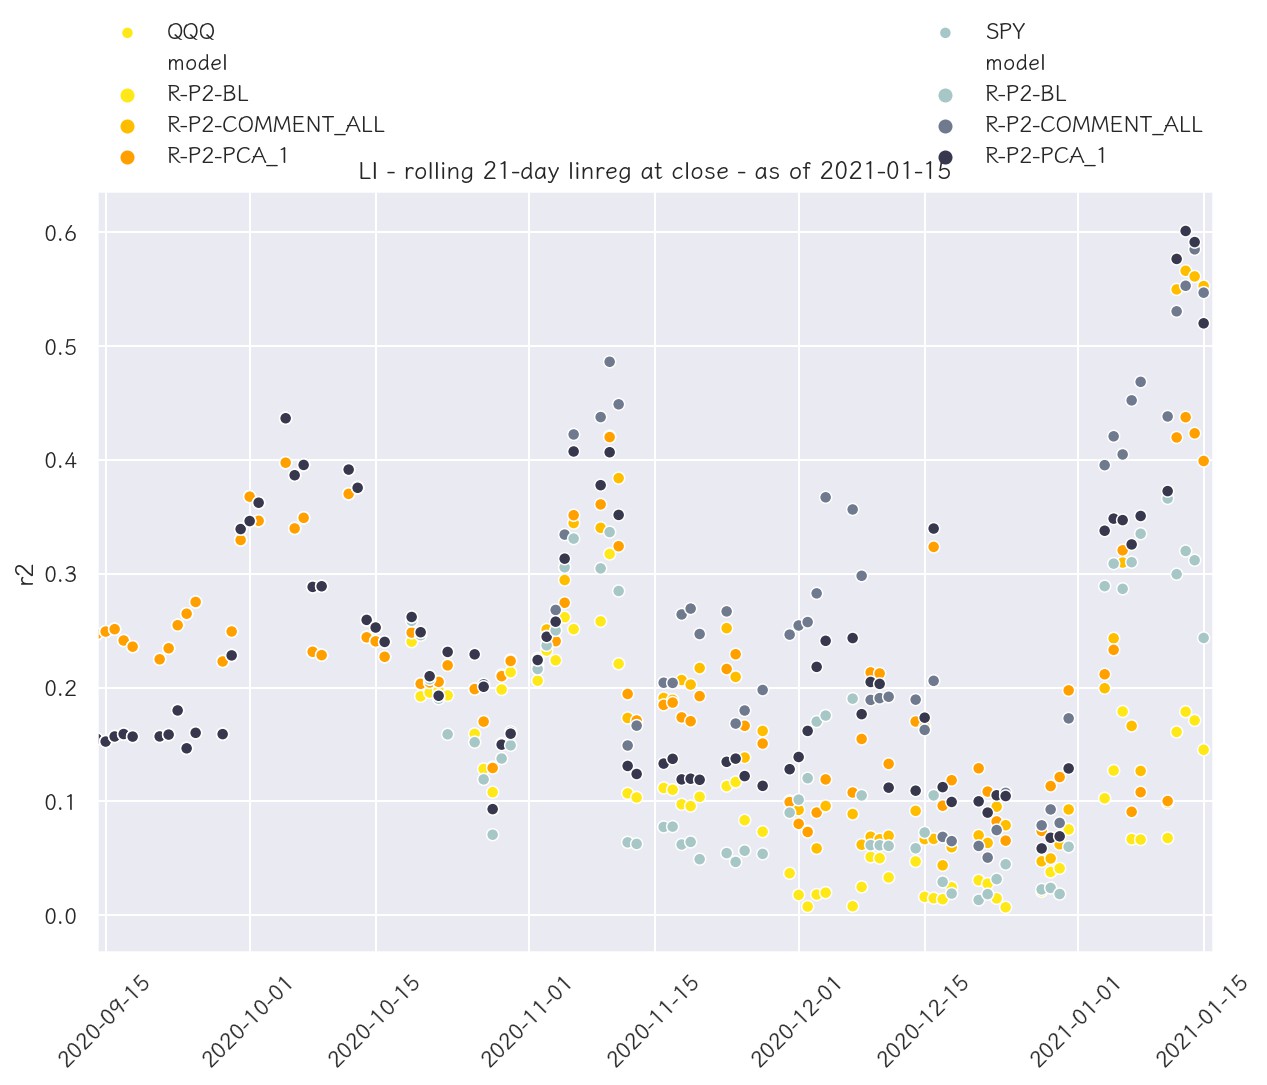 QQQ
model
R-P2-BL
R-P2-COMMENT_ALL
R-P2-PCA_1
SPY
model
R-P2-BL
R-P2-COMMENT_ALL
R-P2-PCA_1
LI - rolling 21-day linreg at close - as of 2021-01-15
0.6
0.5
0.4
0.3
0.2
0.1
0.0
r2
2020-09-15
2020-10-01
2020-10-15
2020-11-01
2020-11-15
2020-12-01
2020-12-15
2021-01-01
2021-01-15